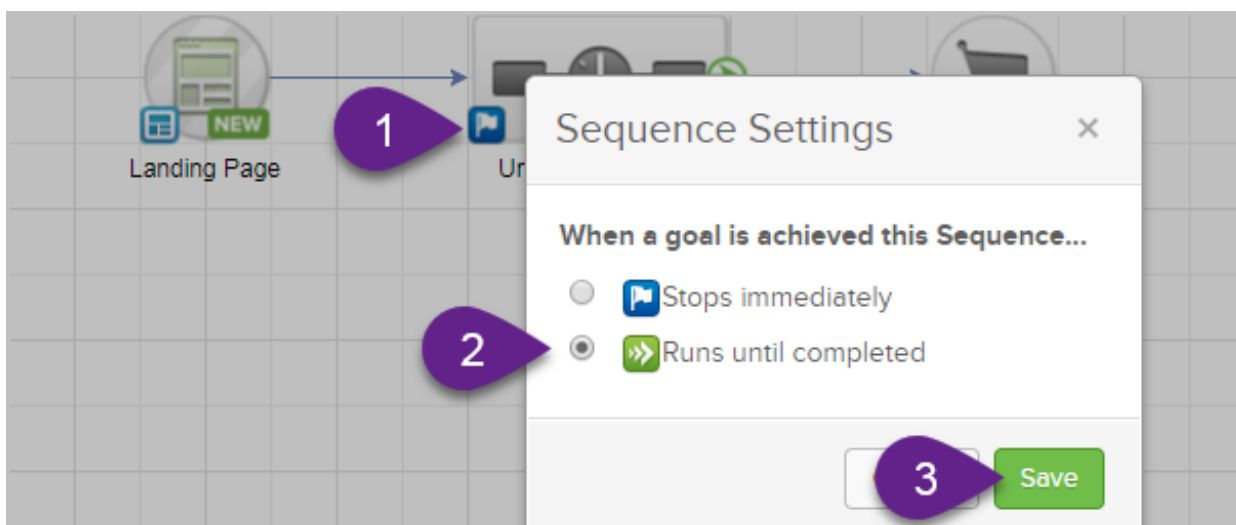 NEW
1
Landing Page
Ur
Sequence Settings
×
When a goal is achieved this Sequence...
Stops immediately
2
Runs until completed
3
Save